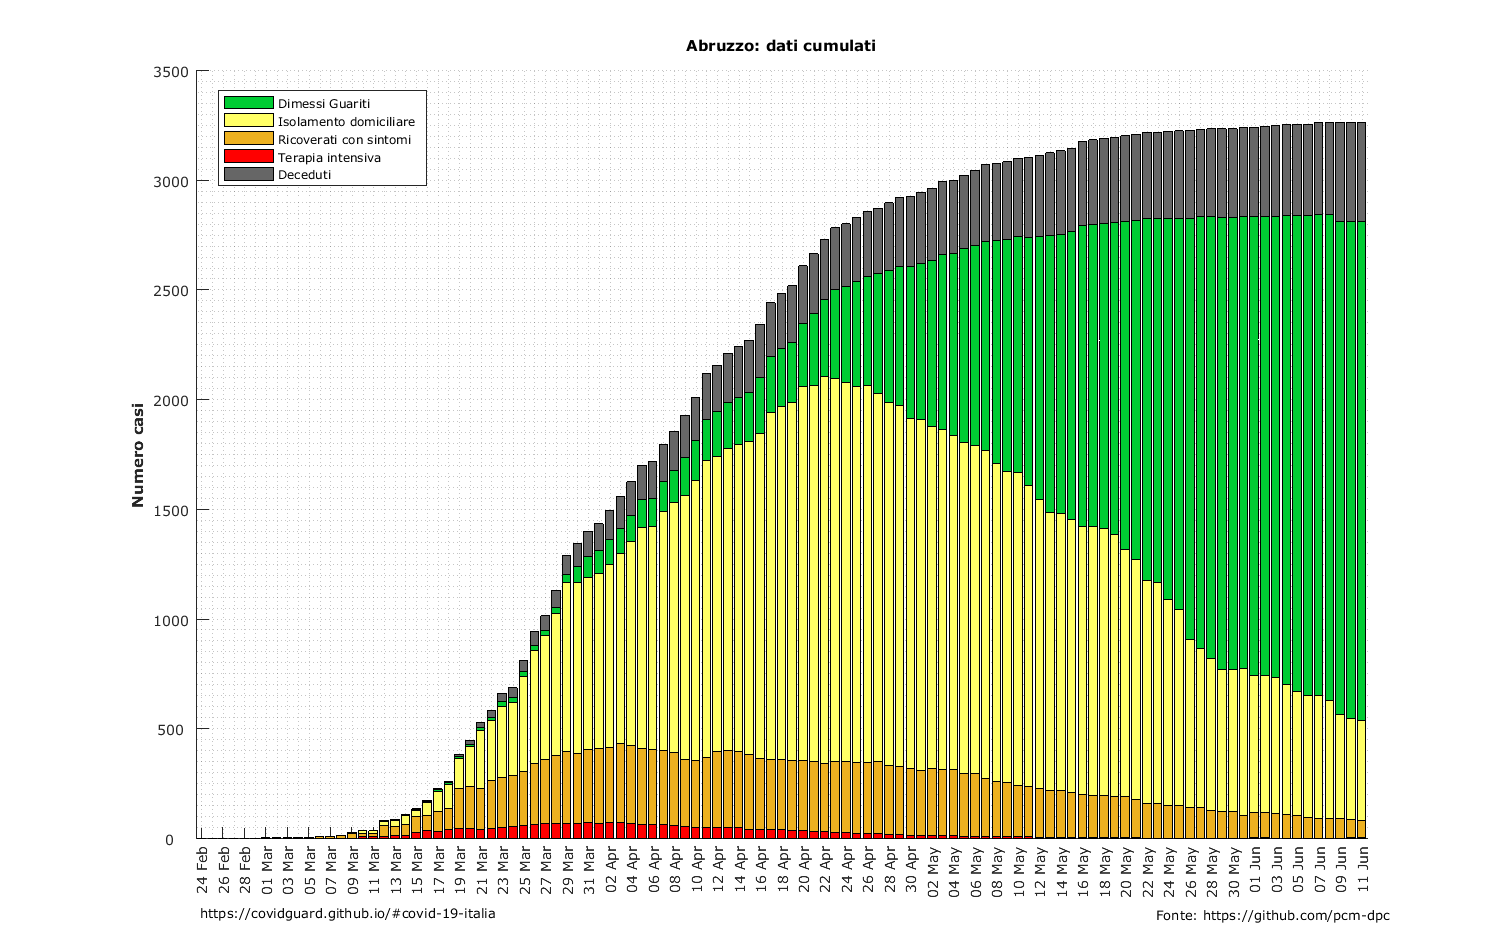 Abruzzo: dati cumulati
3500
3000
2500
2000
1500
1000
500
0
Numero casi
Dimessi Guariti
Isolamento domiciliare
Ricoverati con sintomi
Terapia intensiva
Deceduti
24 Feb
26 Feb
28 Feb
01 Mar
03 Mar
05 Mar
07 Mar
09 Mar
11 Mar
13 Mar
15 Mar
17 Mar
19 Mar
21 Mar
23 Mar
25 Mar
27 Mar
29 Mar
31 Mar
02 Apr
04 Apr
06 Apr
08 Apr
10 Apr
12 Apr
14 Apr
16 Apr
18 Apr
20 Apr
22 Apr
24 Apr
26 Apr
28 Apr
30 Apr
02 May
04 May
06 May
08 May
10 May
12 May
14 May
16 May
18 May
20 May
22 May
24 May
26 May
28 May
30 May
01 Jun
03 Jun
05 Jun
07 Jun
09 Jun
11 Jun
https://covidguard.github.io/#covid-19-italia
Fonte: https://github.com/pcm-dpc